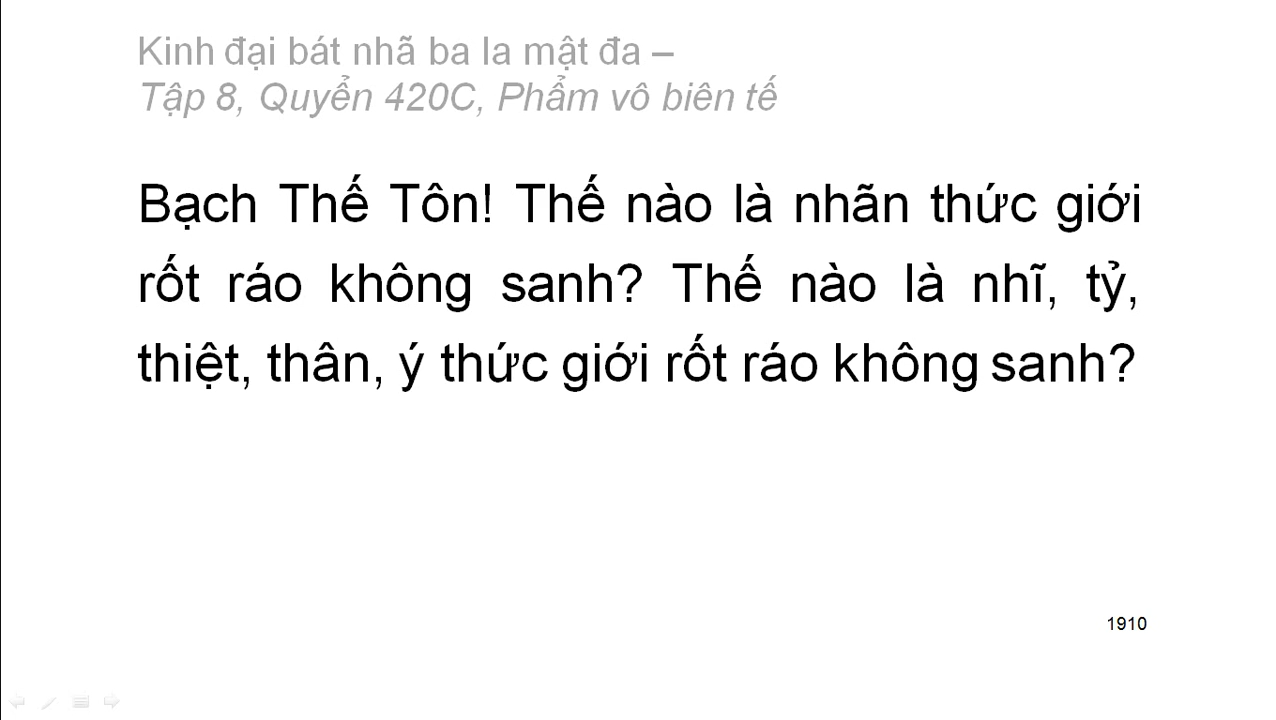 Kinh đại bát nhã ba la mật đa –
Tập 8, Quyển 420C, Phẩm vô biên tế
Bạch Thế Tôn! Thế nào là nhãn thức giới
rốt ráo không sanh? Thế nào là nhĩ, tỷ,
thiệt, thân, ý thức giới rốt ráo không sanh?
1910